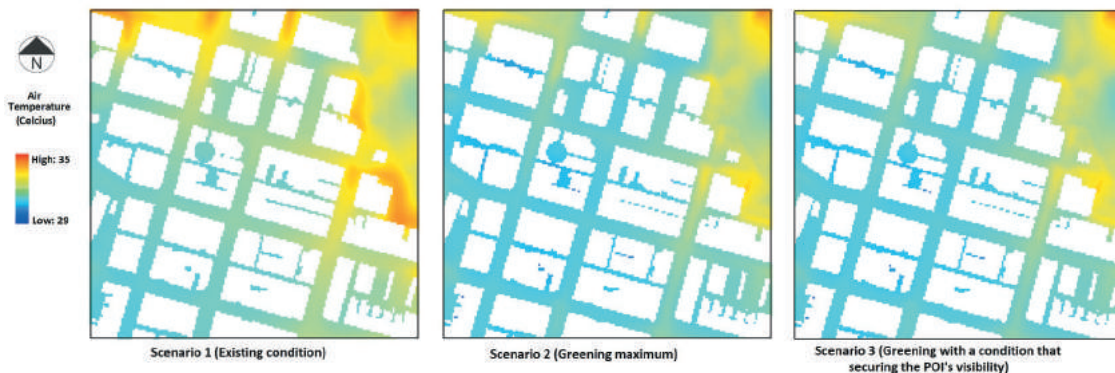 N
Air
Temperature
(Celcius)
High: 35
Low: 29
Scenario 1 (Existing condition)
Scenario 2 (Greening maximum)
Scenario 3 (Greening with a condition that
securing the POI's visibility)